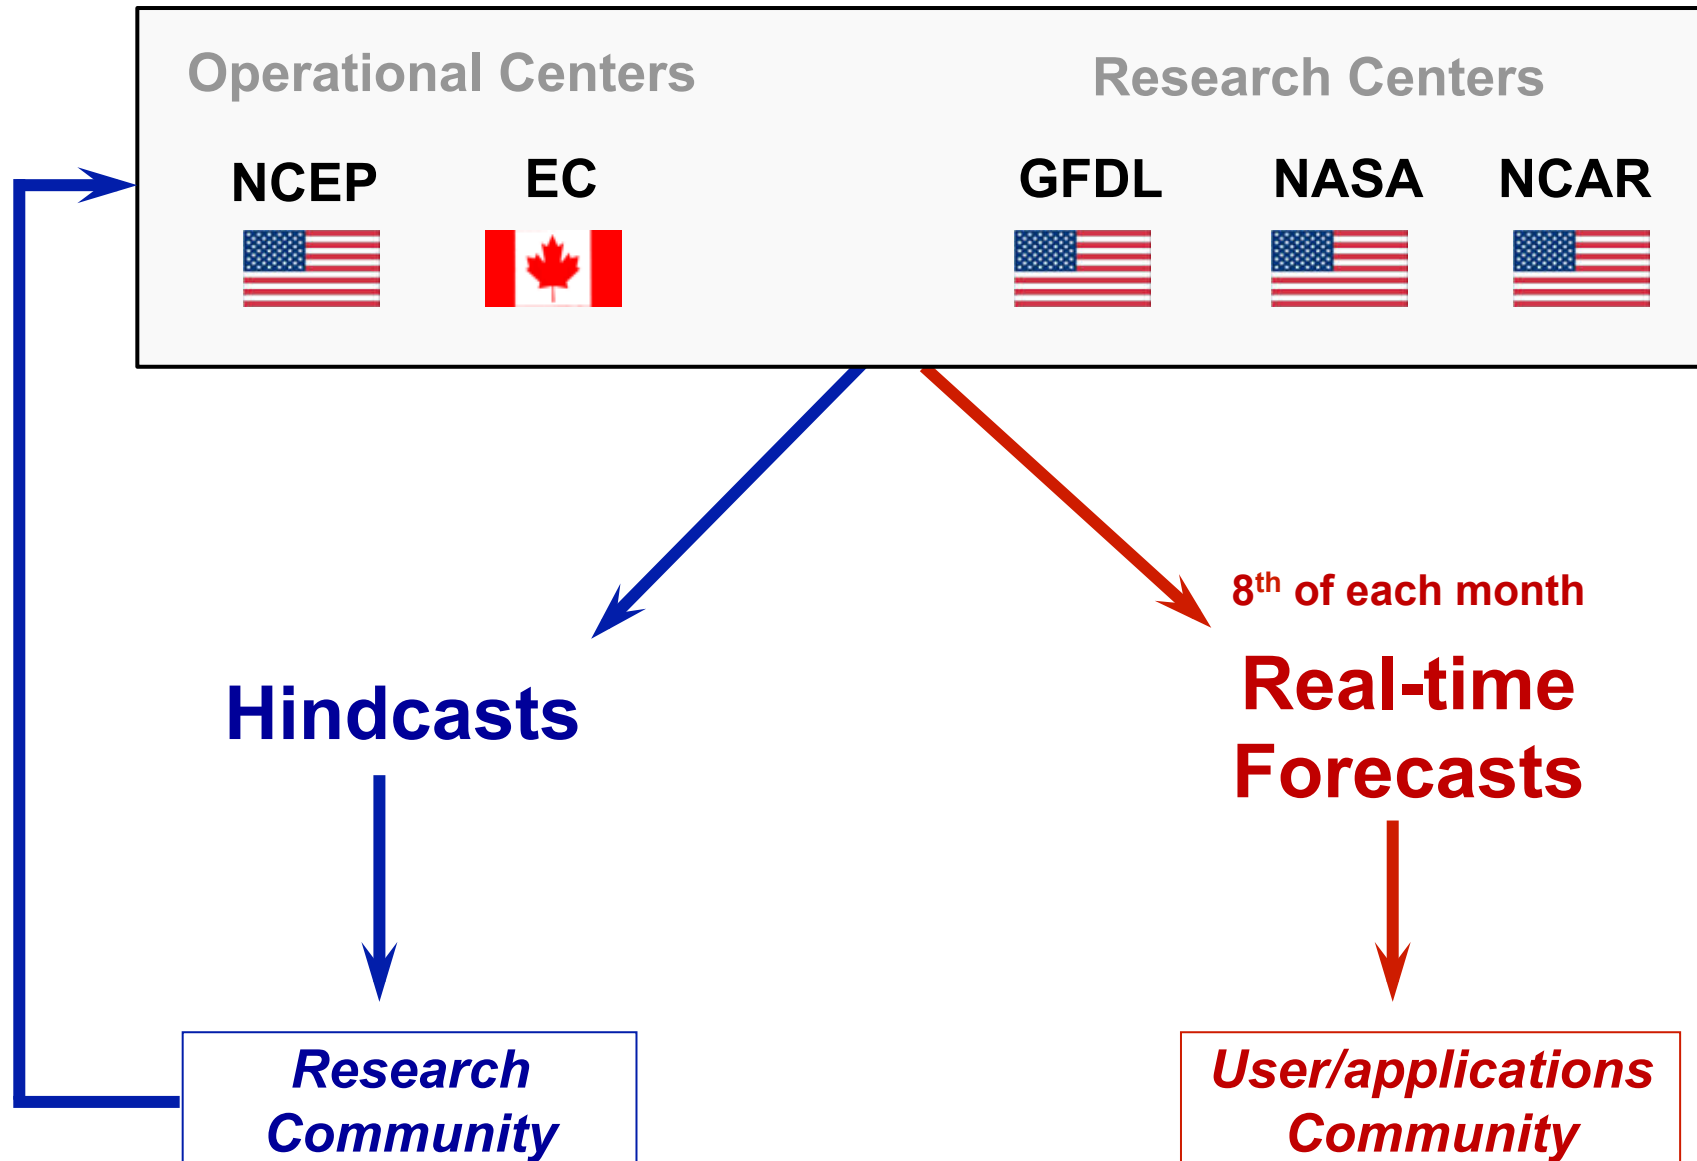 Operational Centers
Research Centers
NCEP
EC
GFDL
NASA
NCAR
8th of each month
Hindcasts
Real-time
Forecasts
Research
Community
User/applications
Community